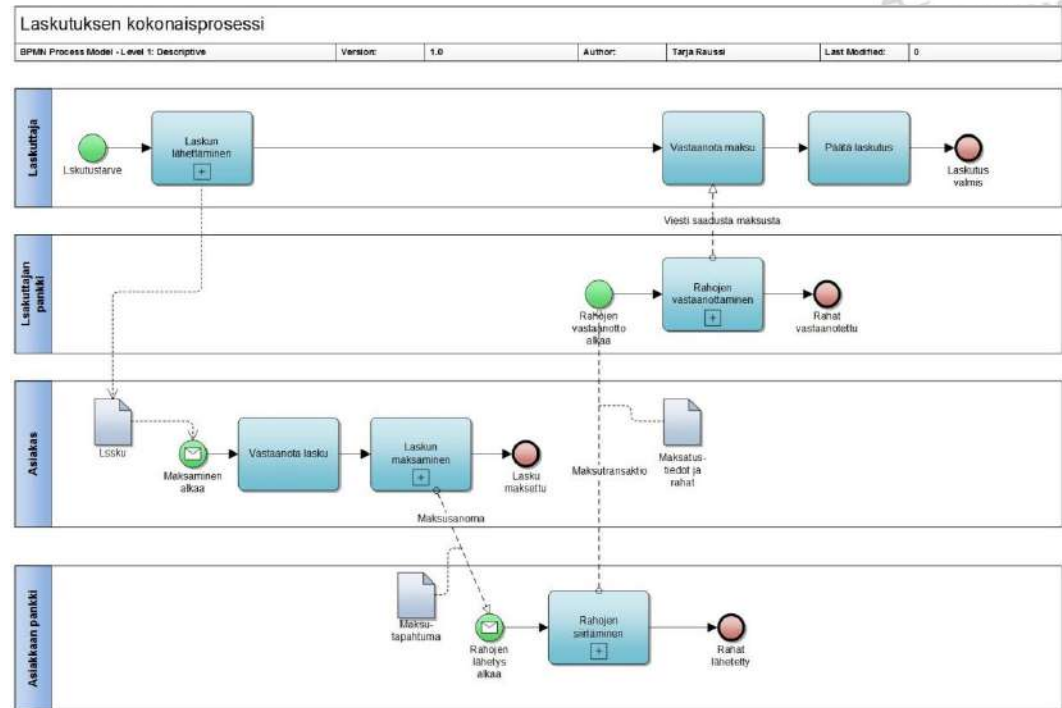 Laskutuksen kokonaisprosessi
BPMN Process Model - Level 1: Descriptive Version: 1.0 Author: Tarja Raussi Last Modified: 0
Laskuttaja
Lskutustarve
Laskun
lähettäminen
Vastaanota maksu
Päätä laskutus
Laskutus
valmis
Viesti saadusta maksusta
Lsakuttajan
pankki
Rahojen
vastaanotto
alkaa
Rahojen
vastaanottaminen
Rahat
vastaanotettu
Asiakas
Lssku
Maksaminen
alkaa
Vastaanota lasku
Laskun
maksaminen
Lasku
maksettu
Maksutransaktio
Maksatus-
tiedot ja
rahat
Maksusanoma
Asiakkaan pankki
Maksu-
tapahtuma
Rahojen
lähetys
alkaa
Rahojen
siirtäminen
Rahat
lähetetty